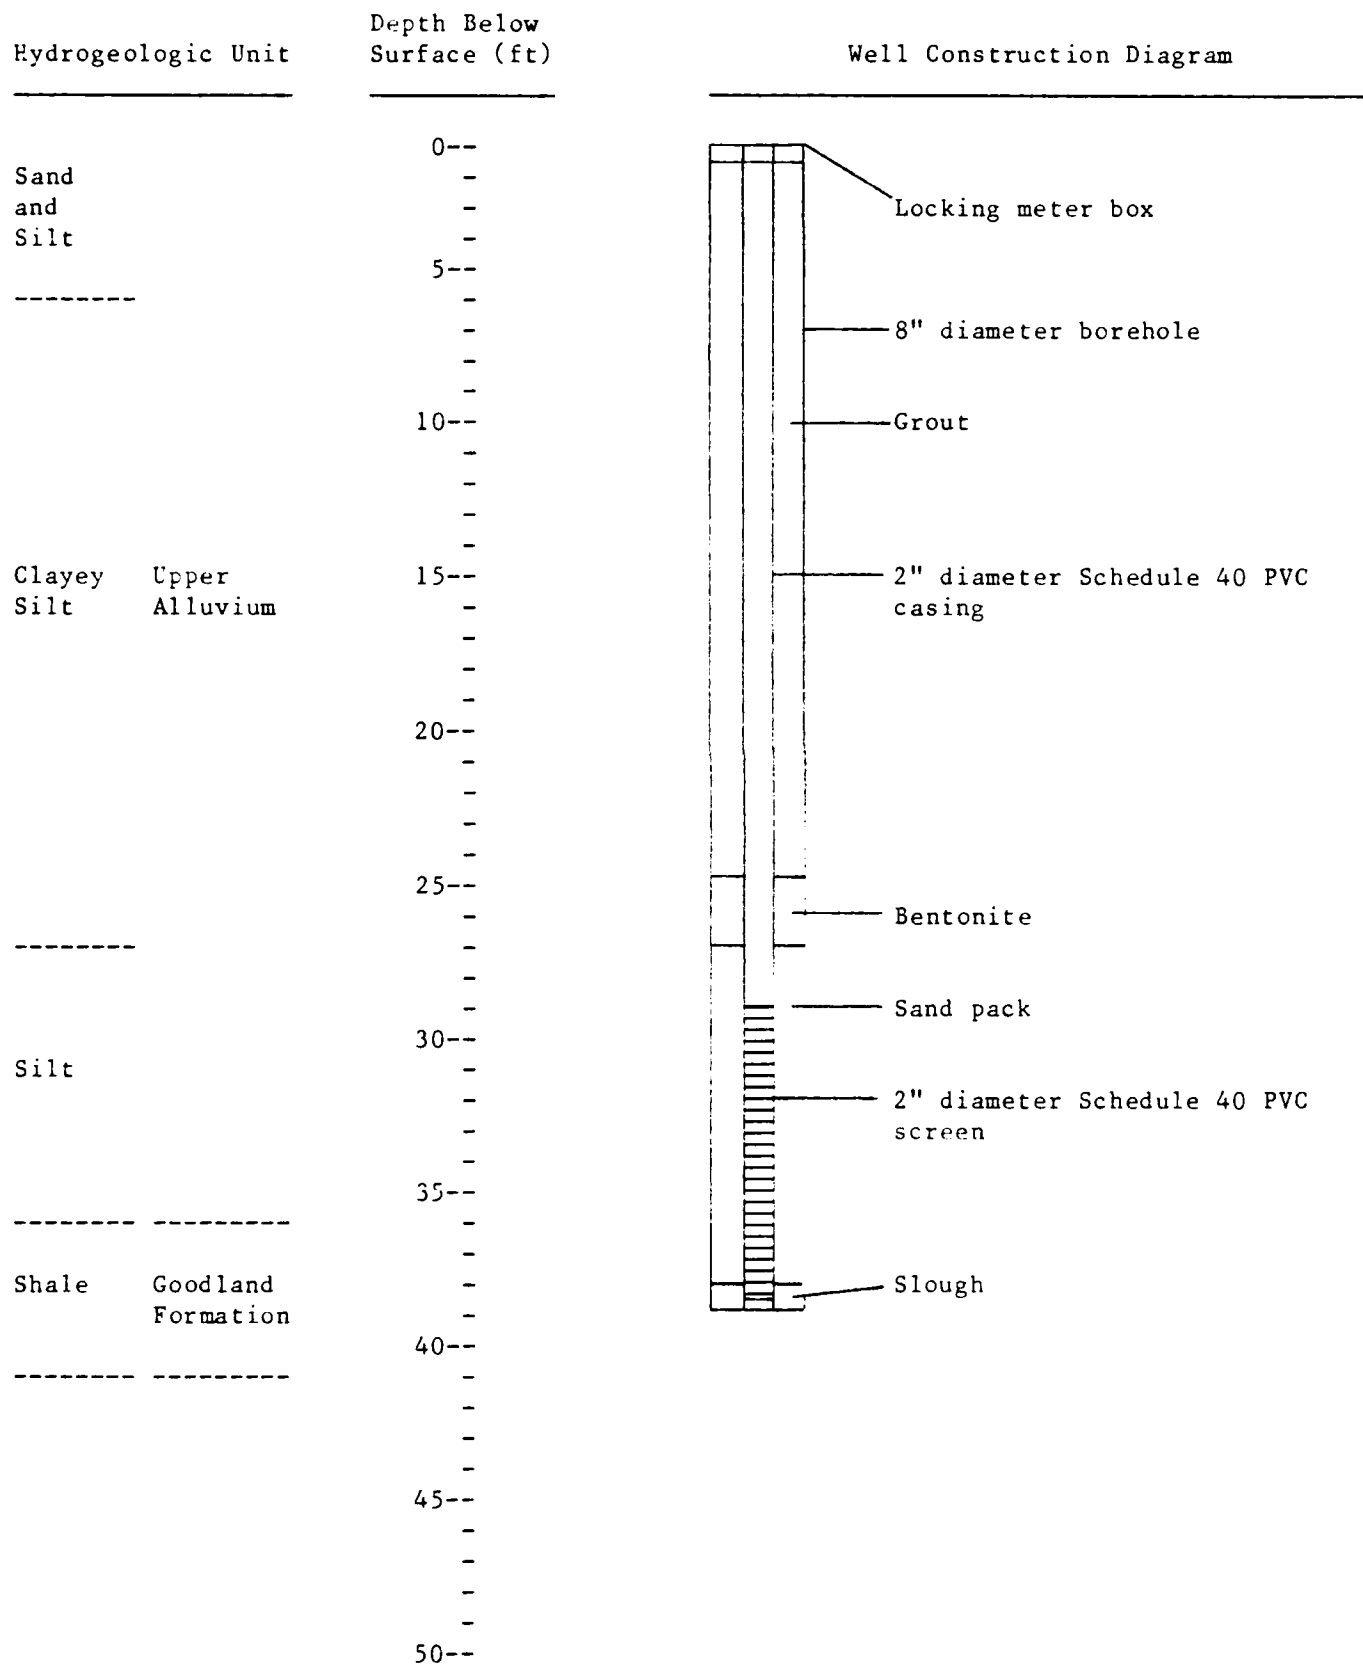 Hydrogeologic Unit
Depth Below
Surface (ft)
Well Construction Diagram
0--
Sand
and
Silt
Locking meter box
5--
--------
8" diameter borehole
10--
Grout
Clayey Upper
Silt Alluvium
15--
2" diameter Schedule 40 PVC
casing
20--
25--
Bentonite
--------
Sand pack
30--
Silt
2" diameter Schedule 40 PVC
screen
35--
-------- ---------
Shale Goodland
Formation
Slough
40--
-------- ---------
45--
50--